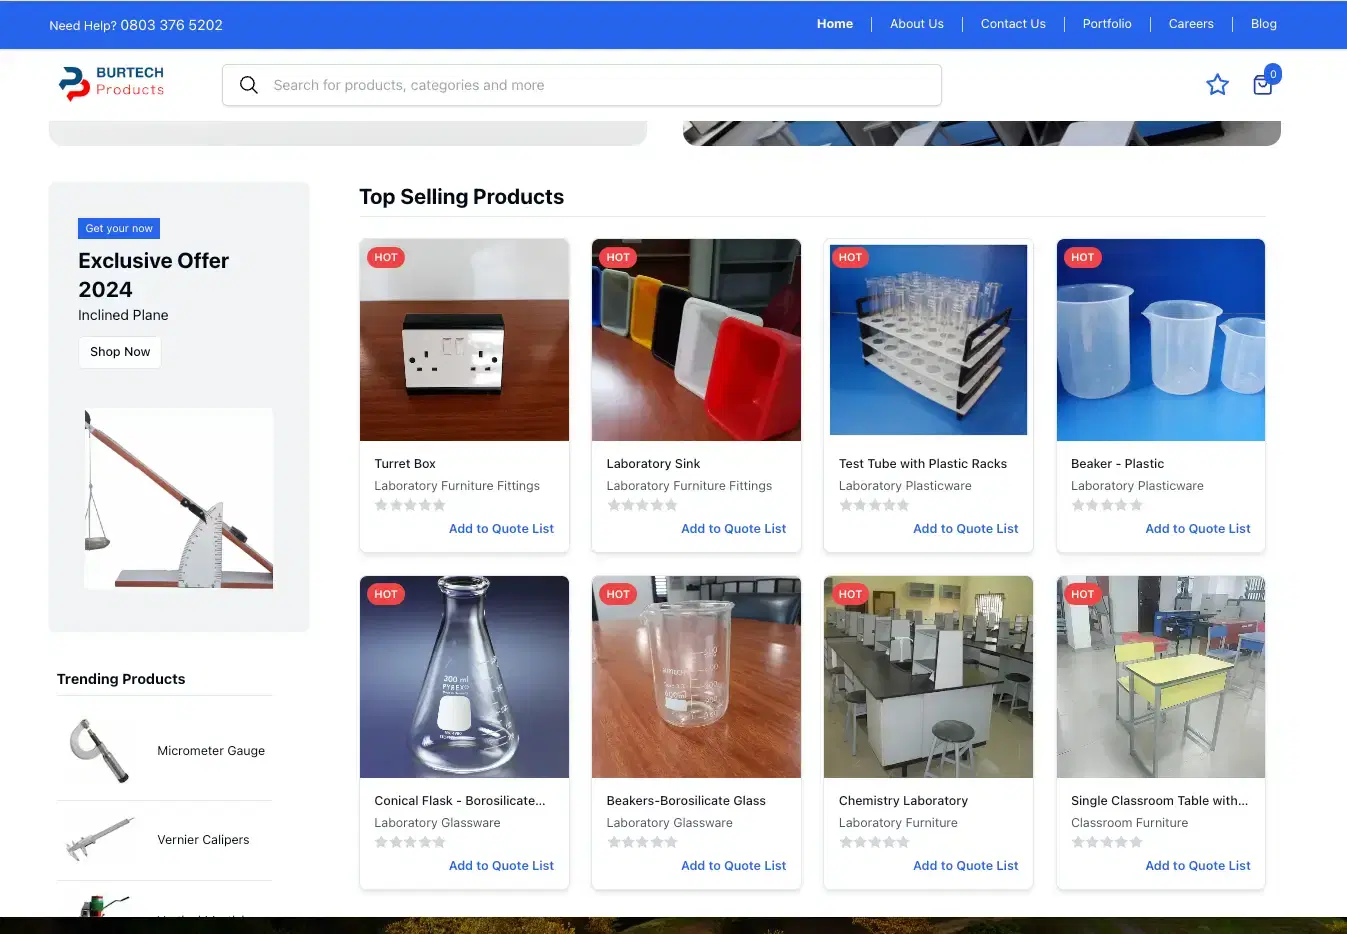 Need Help? 0803 376 5202
Home
About Us
Contact Us
Portfolio
Careers
Blog
BURTECH
Products
Search for products, categories and more
0
Get your now
Exclusive Offer
2024
Inclined Plane
Shop Now
Trending Products
Micrometer Gauge
Vernier Calipers
Top Selling Products
HOT
Turret Box
Laboratory Furniture Fittings
Add to Quote List
HOT
Laboratory Sink
Laboratory Furniture Fittings
Add to Quote List
HOT
Test Tube with Plastic Racks
Laboratory Plasticware
Add to Quote List
HOT
Beaker - Plastic
Laboratory Plasticware
Add to Quote List
HOT
300 ml
PYREX
Conical Flask - Borosilicate...
Laboratory Glassware
Add to Quote List
HOT
BURTECH
600ml
Beakers-Borosilicate Glass
Laboratory Glassware
Add to Quote List
HOT
Chemistry Laboratory
Laboratory Furniture
Add to Quote List
HOT
Single Classroom Table with...
Classroom Furniture
Add to Quote List